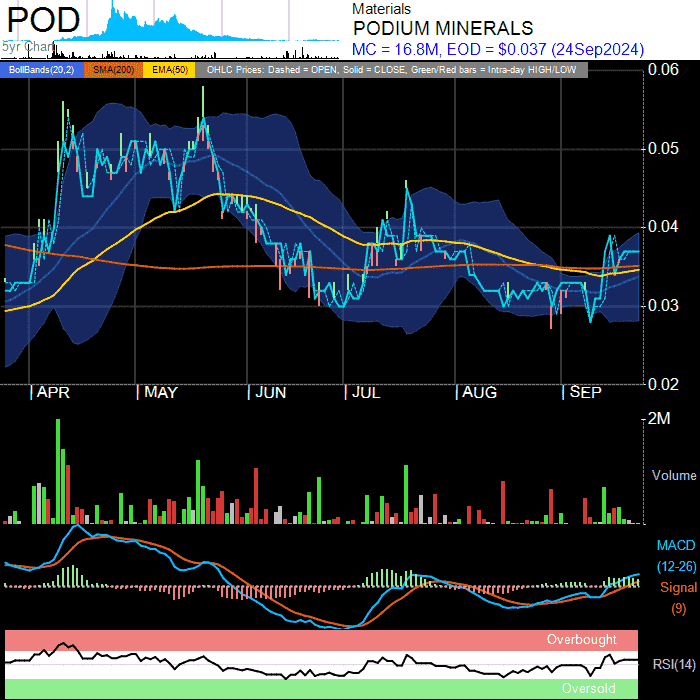 POD
5yr Chart
Materials
PODIUM MINERALS
MC = 16.8M, EOD = $0.037 (24Sep2024)
BollBands(20,2) SMA(200) EMA(50) OHLC Prices: Dashed = OPEN, Solid = CLOSE, Green/Red bars = Intra-day HIGH/LOW
0.06
0.05
0.04
0.03
0.02
APR MAY JUN JUL AUG SEP
2M
Volume
MACD
(12-26)
Signal
(9)
Overbought
RSI(14)
Oversold